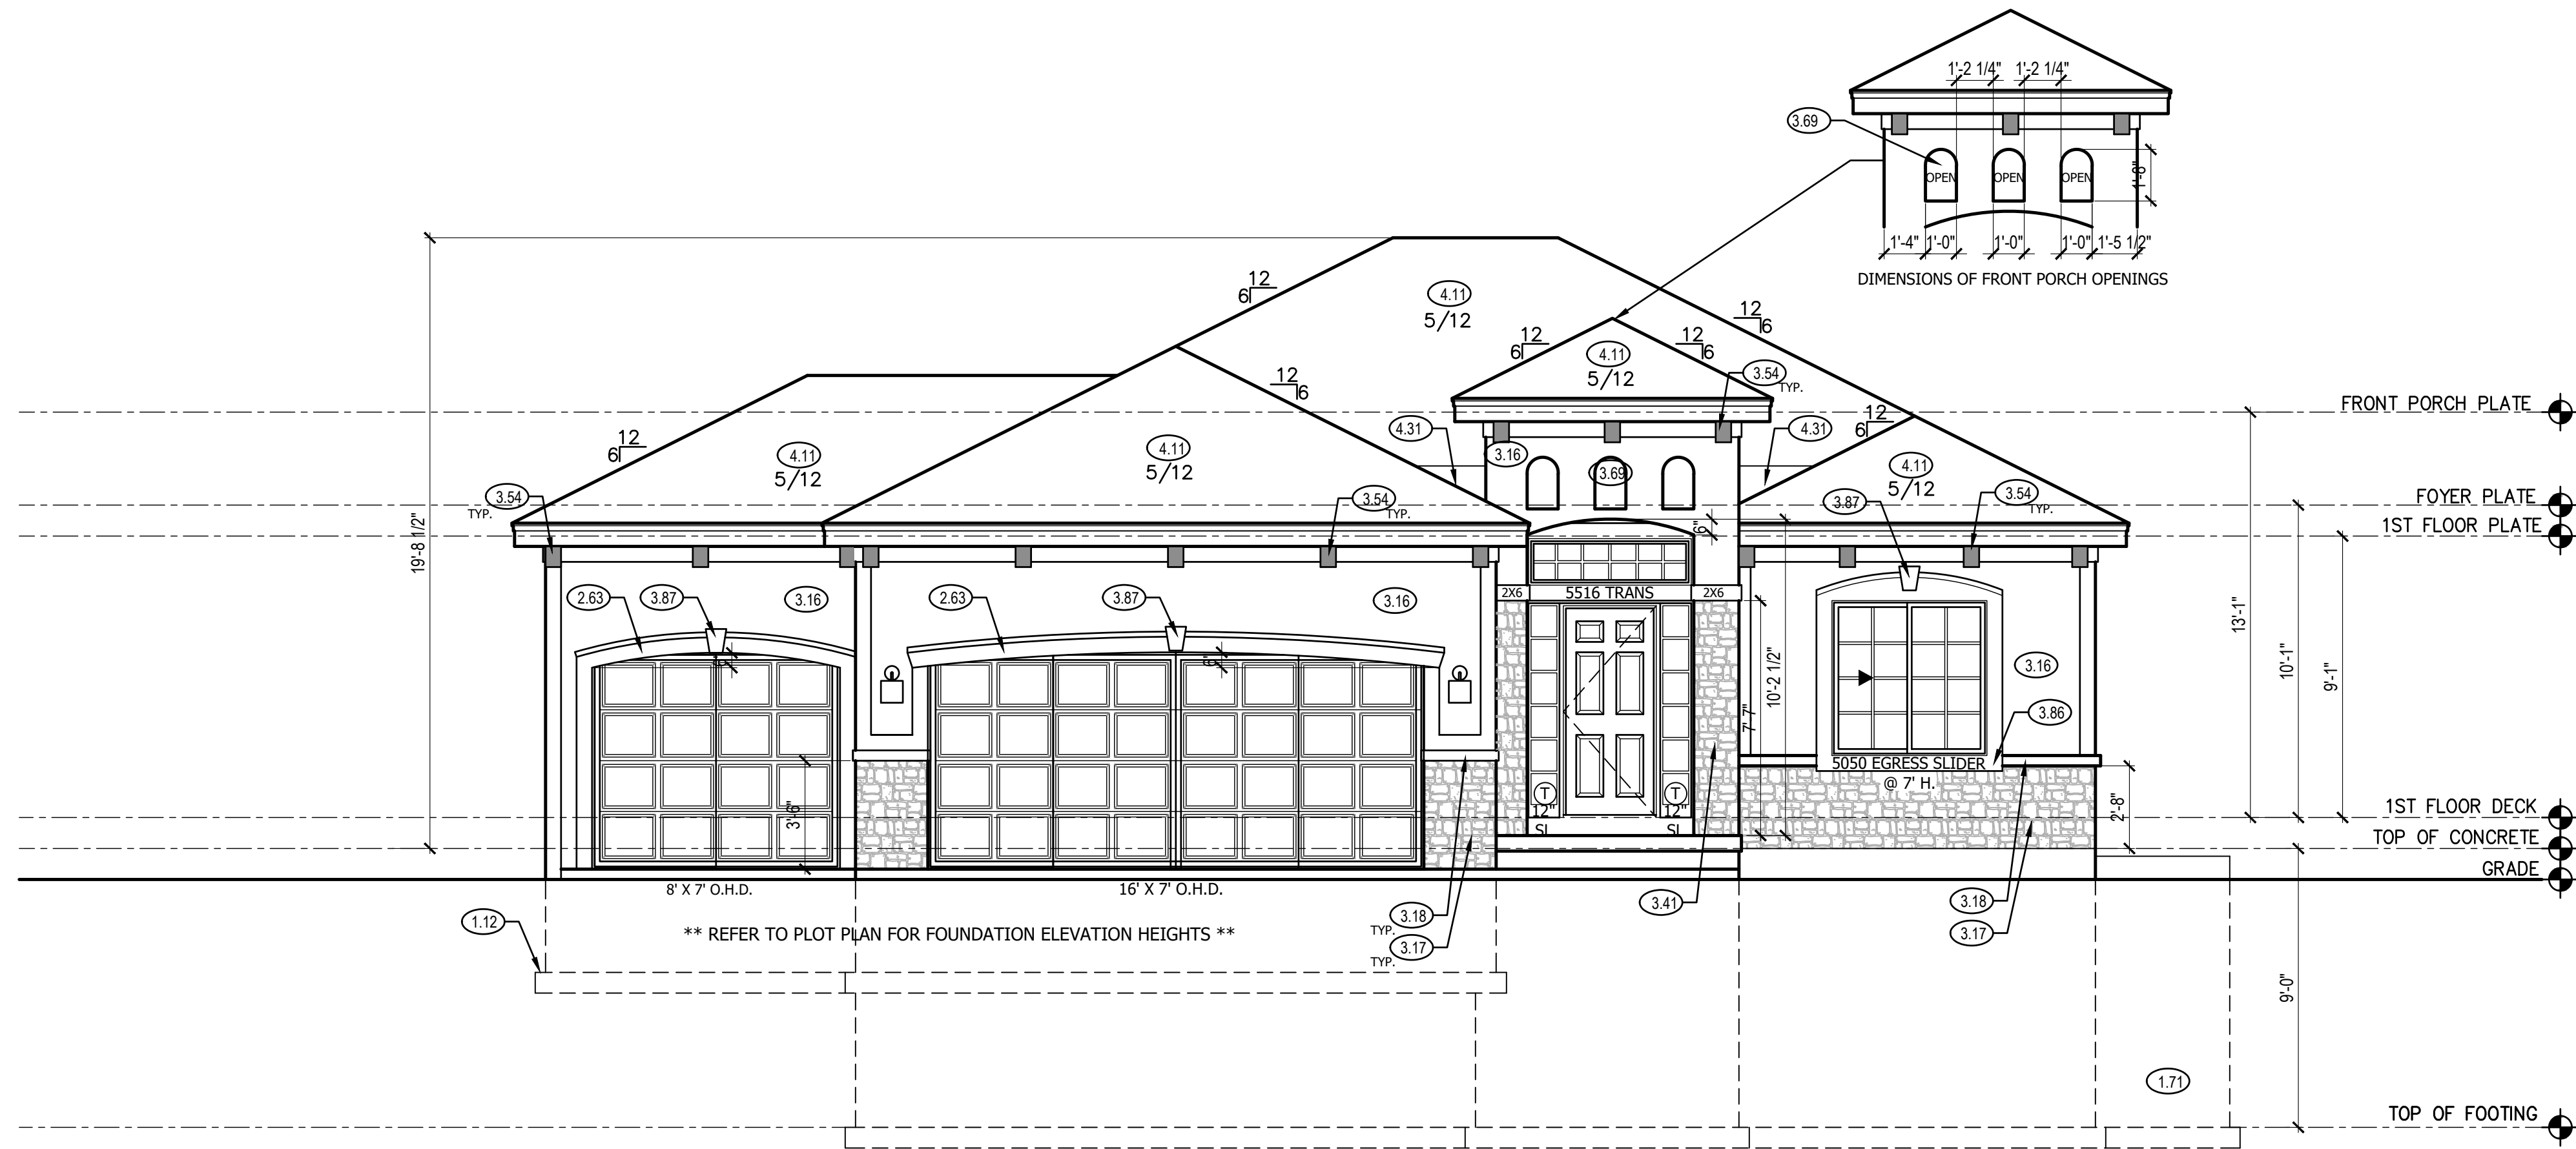 1'-2 1/4" 1'-2 1/4"
3.69
OPEN OPEN OPEN
1'-8"
1'-4" 1'-0" 1'-0" 1'-0" 1'-5 1/2"
DIMENSIONS OF FRONT PORCH OPENINGS
12
6
4.11
5/12
12
6
12
6
12
6
4.11
5/12
3.54
TYP.
12
6
FRONT PORCH PLATE
4.31
4.31
12
6
12
6
4.11
5/12
4.11
5/12
3.16
3.69
4.11
5/12
3.54
TYP.
3.54
TYP.
3.87
3.54
TYP.
FOYER PLATE
1ST FLOOR PLATE
19'-8 1/2"
6"
2.63
3.87
3.16
2.63
3.87
3.16
2X6
5516 TRANS
2X6
13'-1"
10'-1"
9'-1"
10'-2 1/2"
7'-7"
6"
3.16
3.86
5050 EGRESS SLIDER
@ 7' H.
3'-6"
T
12"
SL
T
12"
SL
2'-8"
1ST FLOOR DECK
TOP OF CONCRETE
GRADE
8' X 7' O.H.D.
16' X 7' O.H.D.
1.12
** REFER TO PLOT PLAN FOR FOUNDATION ELEVATION HEIGHTS **
3.18
TYP.
3.17
TYP.
3.41
3.18
3.17
9'-0"
1.71
TOP OF FOOTING